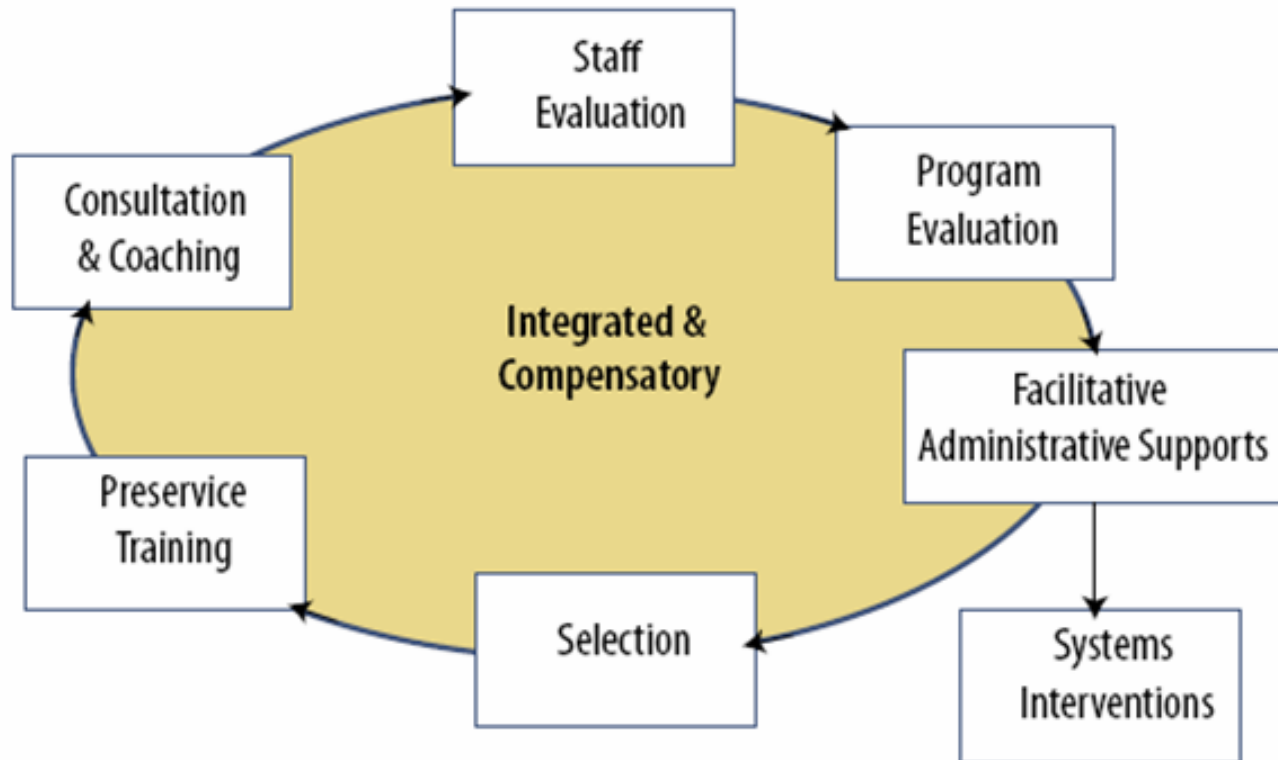 Staff
Evaluation
Program
Evaluation
Consultation
& Coaching
Integrated &
Compensatory
Facilitative
Administrative Supports
Preservice
Training
Selection
Systems
Interventions